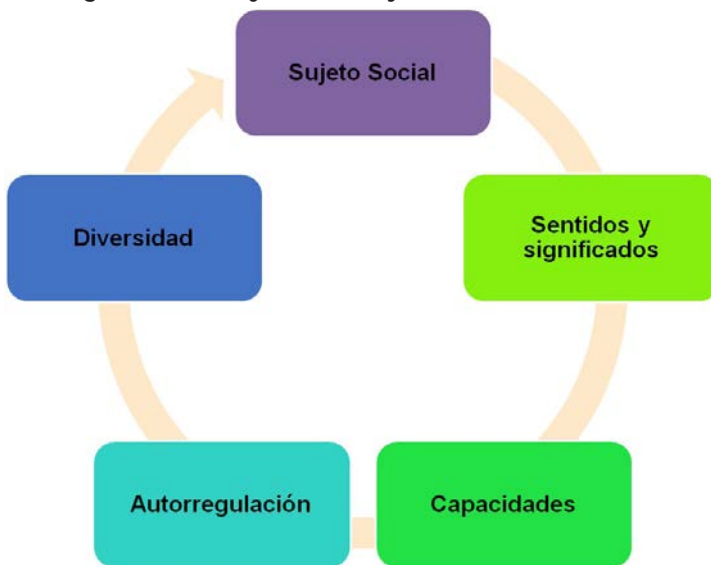 Sujeto Social
Sentidos y
significados
Capacidades
Autorregulación
Diversidad